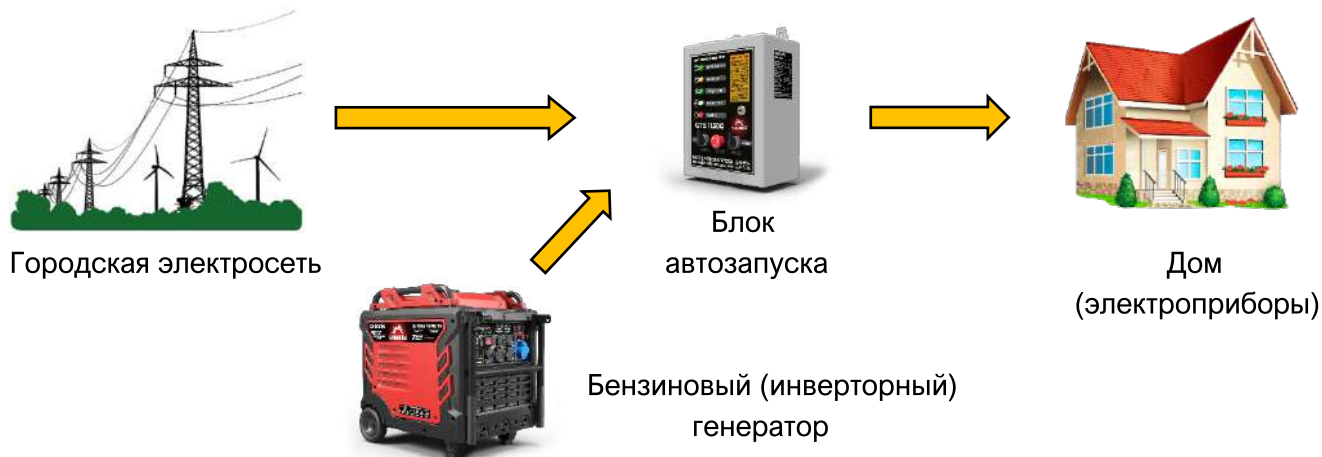 Городская электросеть
Блок
автозапуска
Дом
(электроприборы)
Бензиновый (инверторный)
генератор